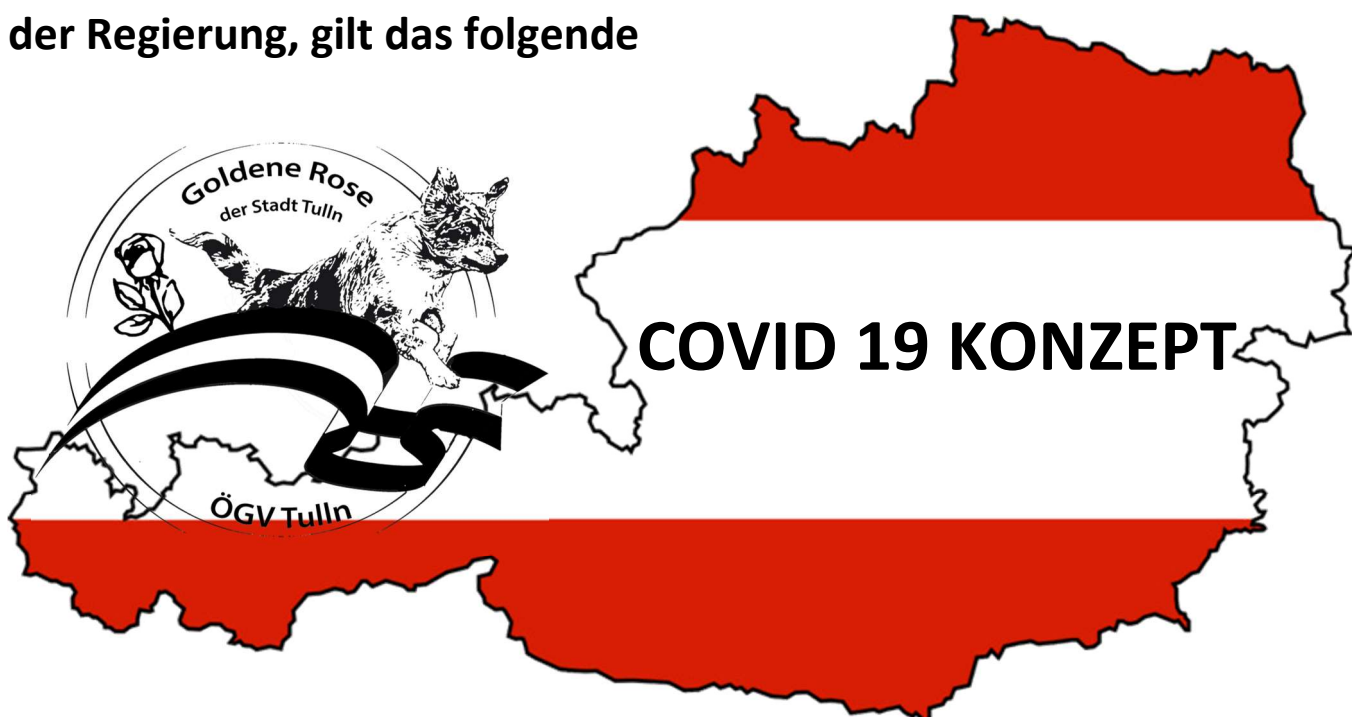 der Regierung, gilt das folgende
Goldene Rose
der Stadt Tulln
COVID 19 KONZEPT
ÖGV Tulln